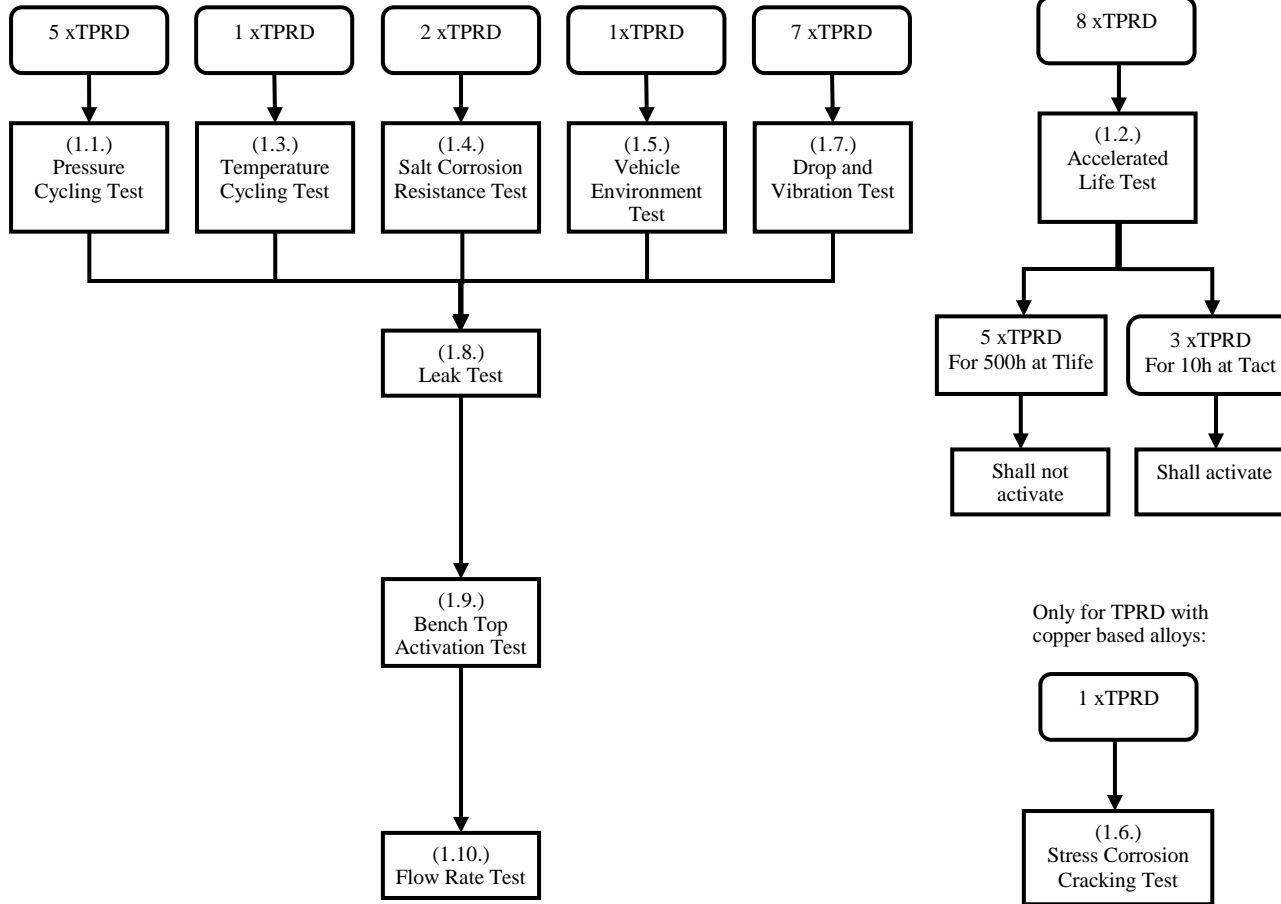 5 xTPRD
1 xTPRD
2 xTPRD
1xTPRD
7 xTPRD
8 xTPRD
(1.1.)
Pressure
Cycling Test
(1.3.)
Temperature
Cycling Test
(1.4.)
Salt Corrosion
Resistance Test
(1.5.)
Vehicle
Environment
Test
(1.7.)
Drop and
Vibration Test
(1.2.)
Accelerated
Life Test
(1.8.)
Leak Test
5 xTPRD
For 500h at Tlife
3 xTPRD
For 10h at Tact
Shall not
activate
Shall activate
(1.9.)
Bench Top
Activation Test
Only for TPRD with
copper based alloys:
1 xTPRD
(1.10.)
Flow Rate Test
(1.6.)
Stress Corrosion
Cracking Test